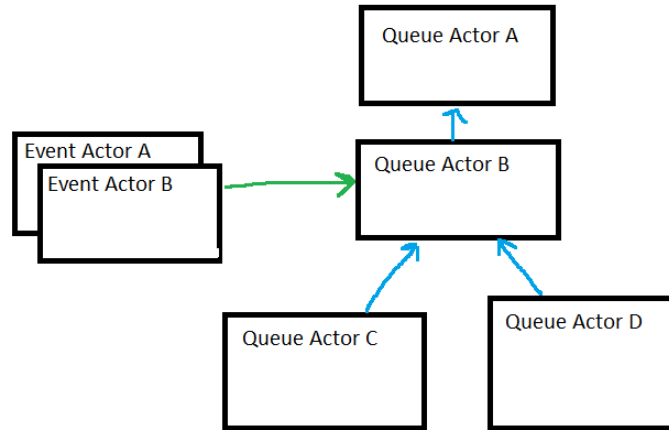 Queue Actor A
Event Actor A
Event Actor B
Queue Actor B
Queue Actor C
Queue Actor D